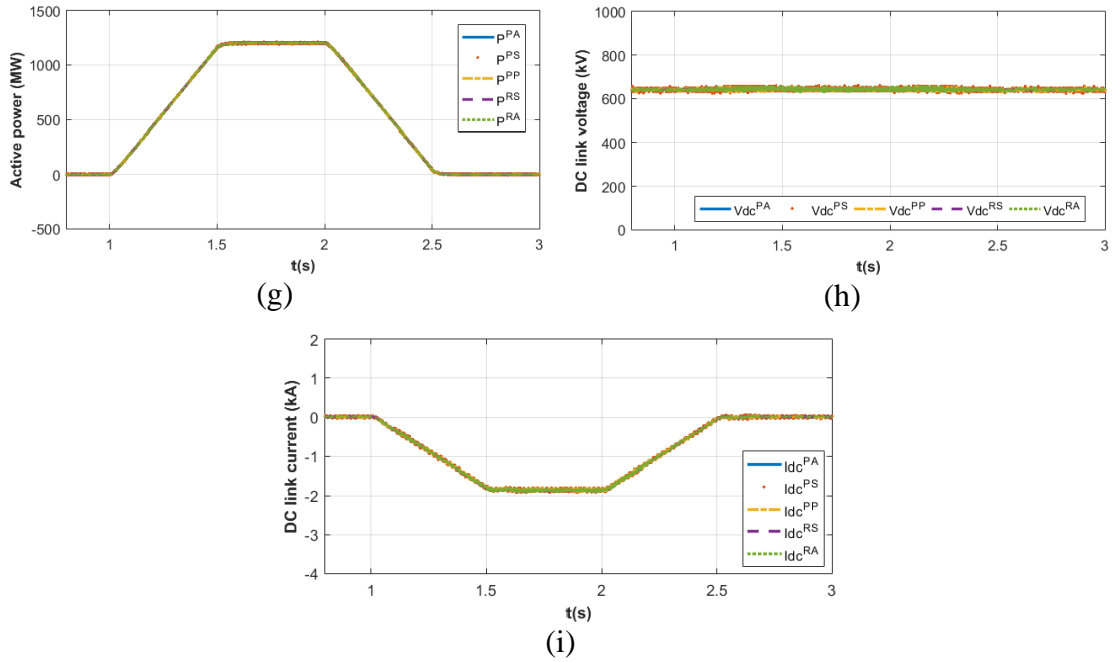 1500
1000
500
0
-500
Active power (MW)
P^PA
P^PS
P^PP
P^RS
P^RA
1 1.5 2 2.5 3
t(s)
(g)
1000
800
600
400
200
0
DC link voltage (kV)
Vdc^PA Vdc^PS Vdc^PP Vdc^RS Vdc^RA
1 1.5 2 2.5 3
t(s)
(h)
2
1
0
-1
-2
-3
-4
DC link current (kA)
Idc^PA
Idc^PS
Idc^PP
Idc^RS
Idc^RA
1 1.5 2 2.5 3
t(s)
(i)